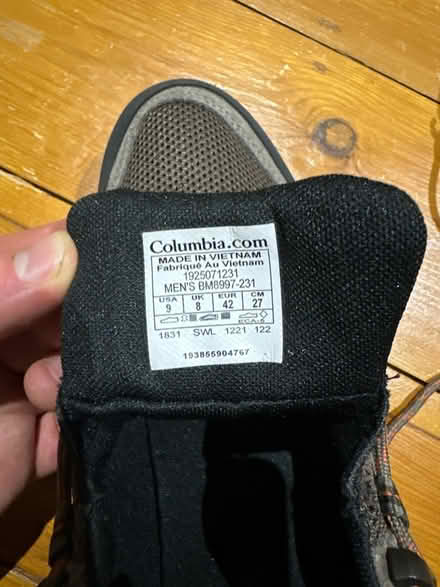 Columbia.com
MADE IN VIETNAM
Fabriqué Au Vietnam
1925071231
MEN'S BM8997-231
USA UK EUR CM
9 8 42 27
ECA-S
1831 SWL 1221 122
193855904767